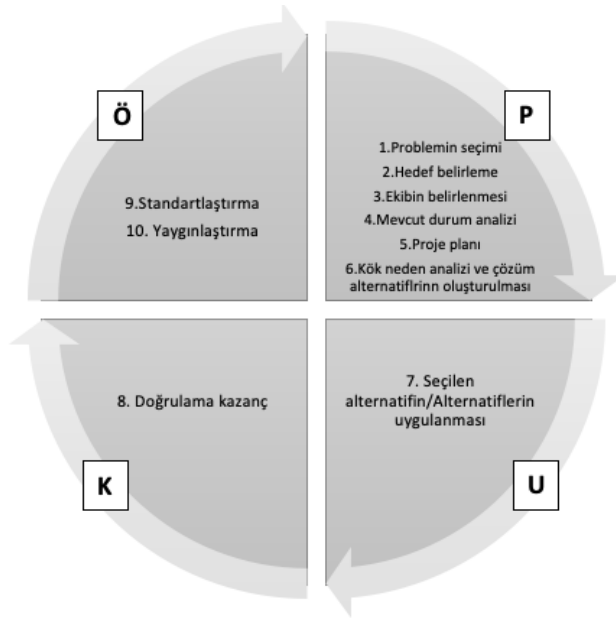 Ö
P
1.Problemin seçimi
2.Hedef belirleme
3.Ekibin belirlenmesi
4.Mevcut durum analizi
5.Proje planı
6.Kök neden analizi ve çözüm
alternatiflrinn oluşturulması
9.Standartlaştırma
10. Yaygınlaştırma
8. Doğrulama kazanç
7. Seçilen
alternatifin/Alternatiflerin
uygulanması
K
U